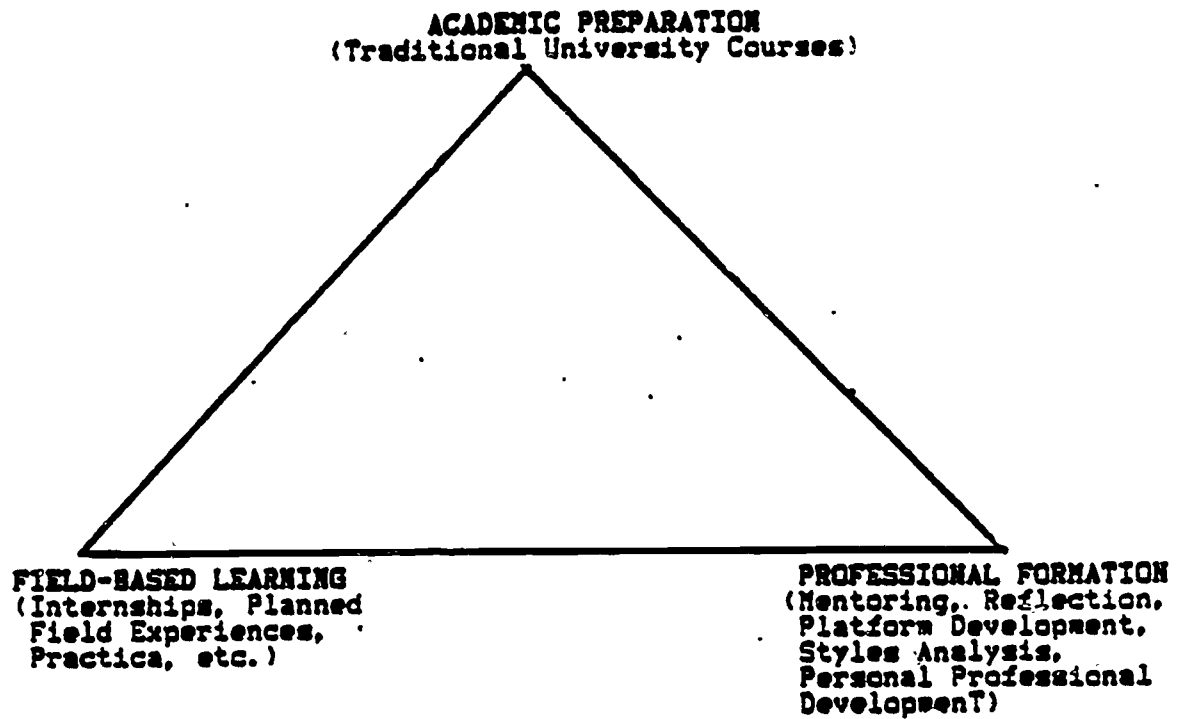 ACADEMIC PREPARATION
(Traditional University Courses)
FIELD-BASED LEARNING
(Internships, Planned
Field Experiences,
Practica, etc.)
PROFESSIONAL FORMATION
(Mentoring, Reflection,
Platform Development,
Styles Analysis,
Personal Professional
DevelopmenT)